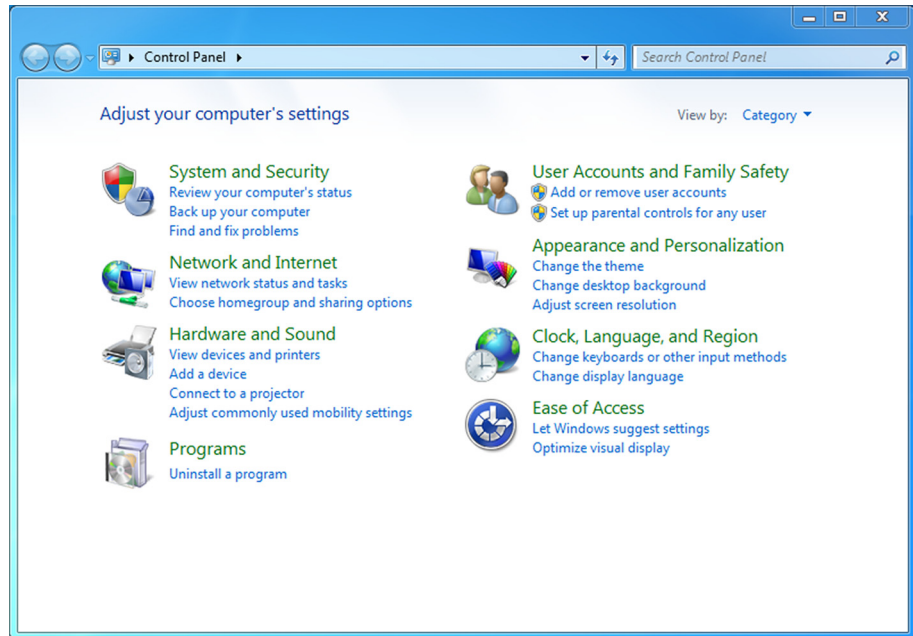 Control Panel
Search Control Panel
Adjust your computer's settings
View by: Category
System and Security
Review your computer's status
Back up your computer
Find and fix problems
Network and Internet
View network status and tasks
Choose homegroup and sharing options
Hardware and Sound
View devices and printers
Add a device
Connect to a projector
Adjust commonly used mobility settings
Programs
Uninstall a program
User Accounts and Family Safety
Add or remove user accounts
Set up parental controls for any user
Appearance and Personalization
Change the theme
Change desktop background
Adjust screen resolution
Clock, Language, and Region
Change keyboards or other input methods
Change display language
Ease of Access
Let Windows suggest settings
Optimize visual display